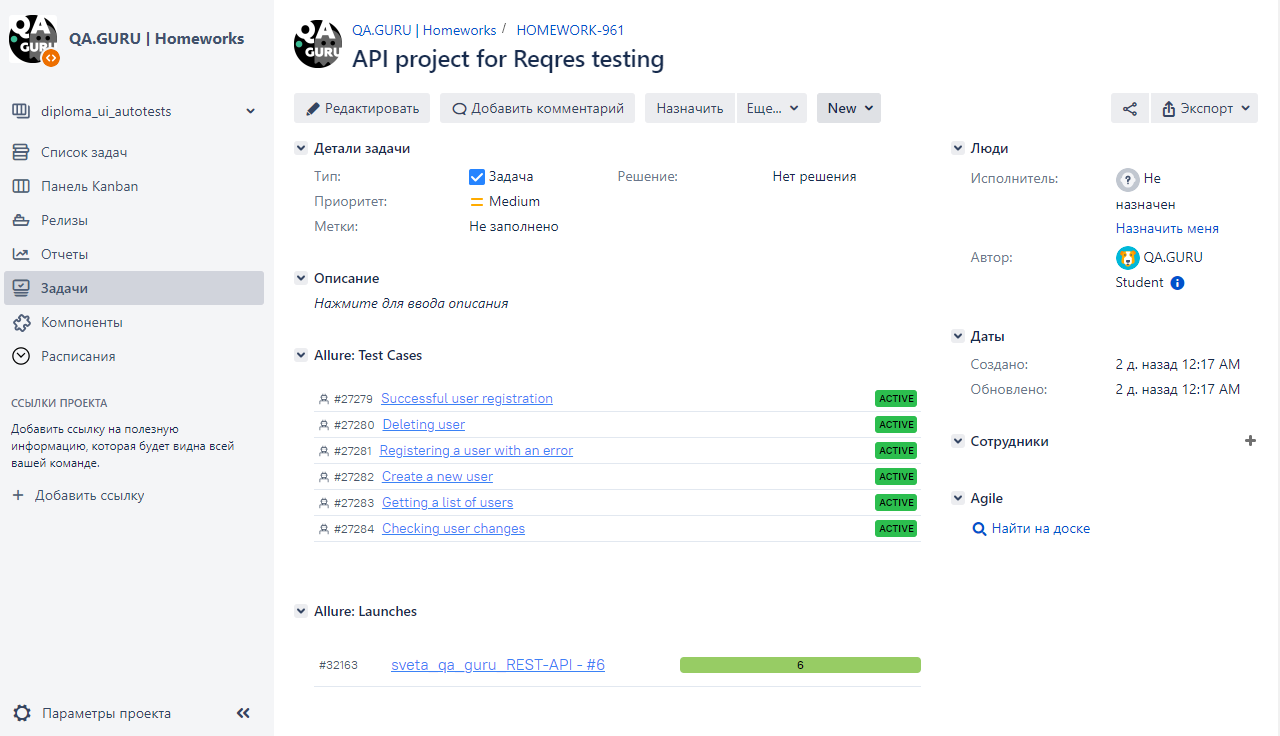 QA
GURU
QA.GURU | Homeworks
diploma_ui_autotests
Список задач
Панель Kanban
Релизы
Отчеты
Задачи
Компоненты
Расписания
ССЫЛКИ ПРОЕКТА
Добавить ссылку на полезную
информацию, которая будет видна всей
вашей команде.
+ Добавить ссылку
Параметры проекта
QA
GURU
QA.GURU | Homeworks / HOMEWORK-961
API project for Reqres testing
Редактировать Добавить комментарий Назначить Еще... New Экспорт
Детали задачи
Тип: Задача Решение: Нет решения
Приоритет: Medium
Метки: Не заполнено
Описание
Нажмите для ввода описания
Allure: Test Cases
#27279 Successful user registration ACTIVE
#27280 Deleting user ACTIVE
#27281 Registering a user with an error ACTIVE
#27282 Create a new user ACTIVE
#27283 Getting a list of users ACTIVE
#27284 Checking user changes ACTIVE
Allure: Launches
#32163 sveta_qa_guru_REST-API - #6 6
Люди
Исполнитель: Не
назначен
Назначить меня
Автор: QA.GURU
Student
Даты
Создано: 2 д. назад 12:17 AM
Обновлено: 2 д. назад 12:17 AM
Сотрудники +
Agile
Найти на доске